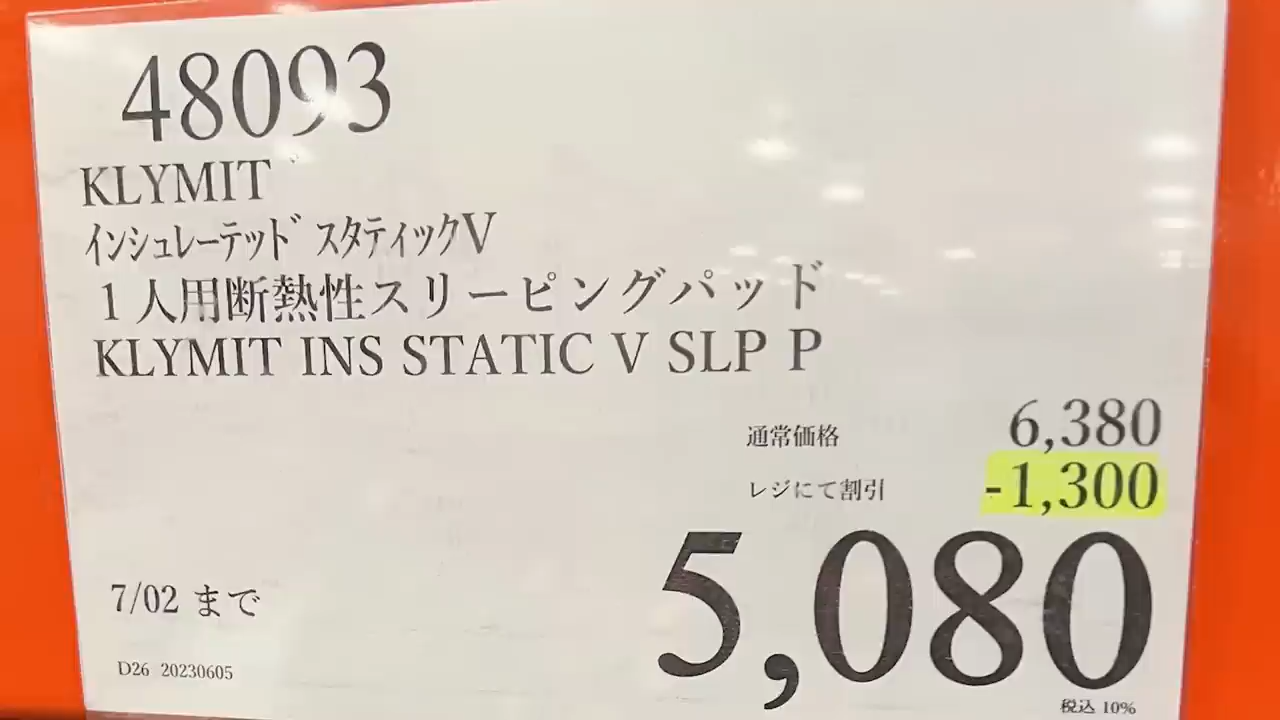 48093
KLYMIT
インシュレーテッド スタティックV
１人用断熱性スリーピングパッド
KLYMIT INS STATIC V SLP P
通常価格 6,380
レジにて割引 -1,300
5,080
7/02 まで
D26 20230605
税込 10%